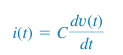 i(t) = C dv(t)/dt